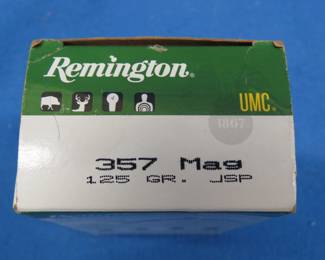 Remington
UMC
1867
357 Mag
125 GR. JSP